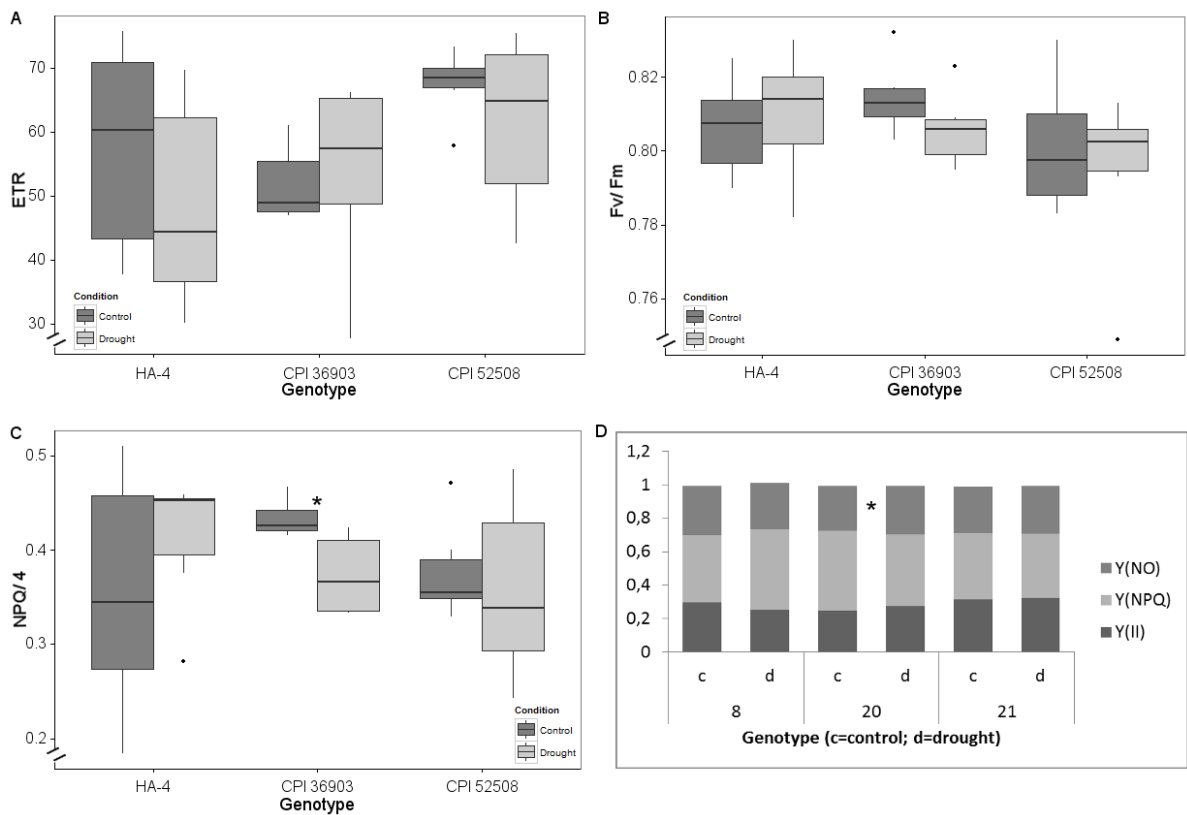 A
ETR
70
60
50
40
30
Condition
Control
Drought
HA-4
CPI 36903
CPI 52508
Genotype
B
Fv/ Fm
0.82
0.80
0.78
0.76
Condition
Control
Drought
HA-4
CPI 36903
CPI 52508
Genotype
C
NPQ/ 4
0.5
0.4
0.3
0.2
*
Condition
Control
Drought
HA-4
CPI 36903
CPI 52508
Genotype
D
1,2
1
0,8
0,6
0,4
0,2
0
*
Y(NO)
Y(NPQ)
Y(II)
c d c d c d
8 20 21
Genotype (c=control; d=drought)